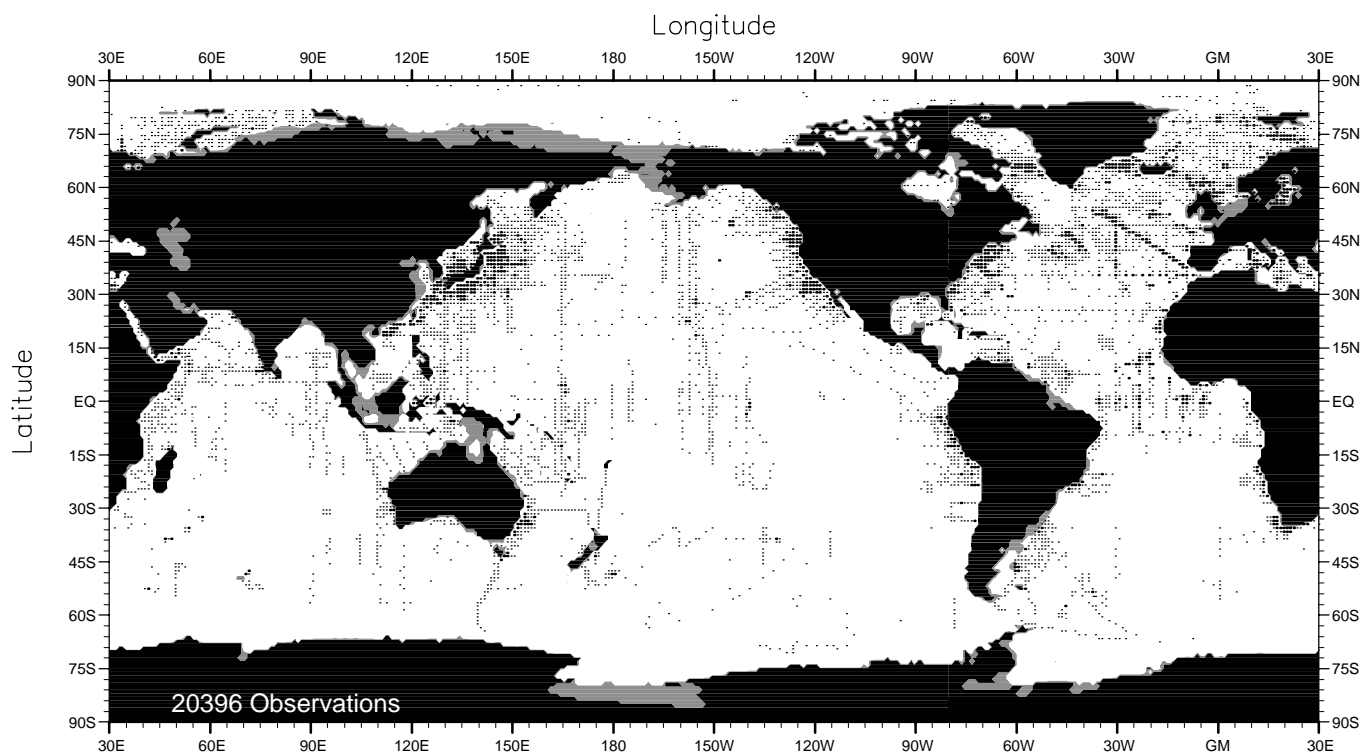 Longitude
30E 60E 90E 120E 150E 180 150W 120W 90W 60W 30W GM 30E
90N 90N
75N 75N
60N 60N
45N 45N
30N 30N
15N 15N
Latitude
EQ EQ
15S 15S
30S 30S
45S 45S
60S 60S
75S 75S
20396 Observations
90S 90S
30E 60E 90E 120E 150E 180 150W 120W 90W 60W 30W GM 30E